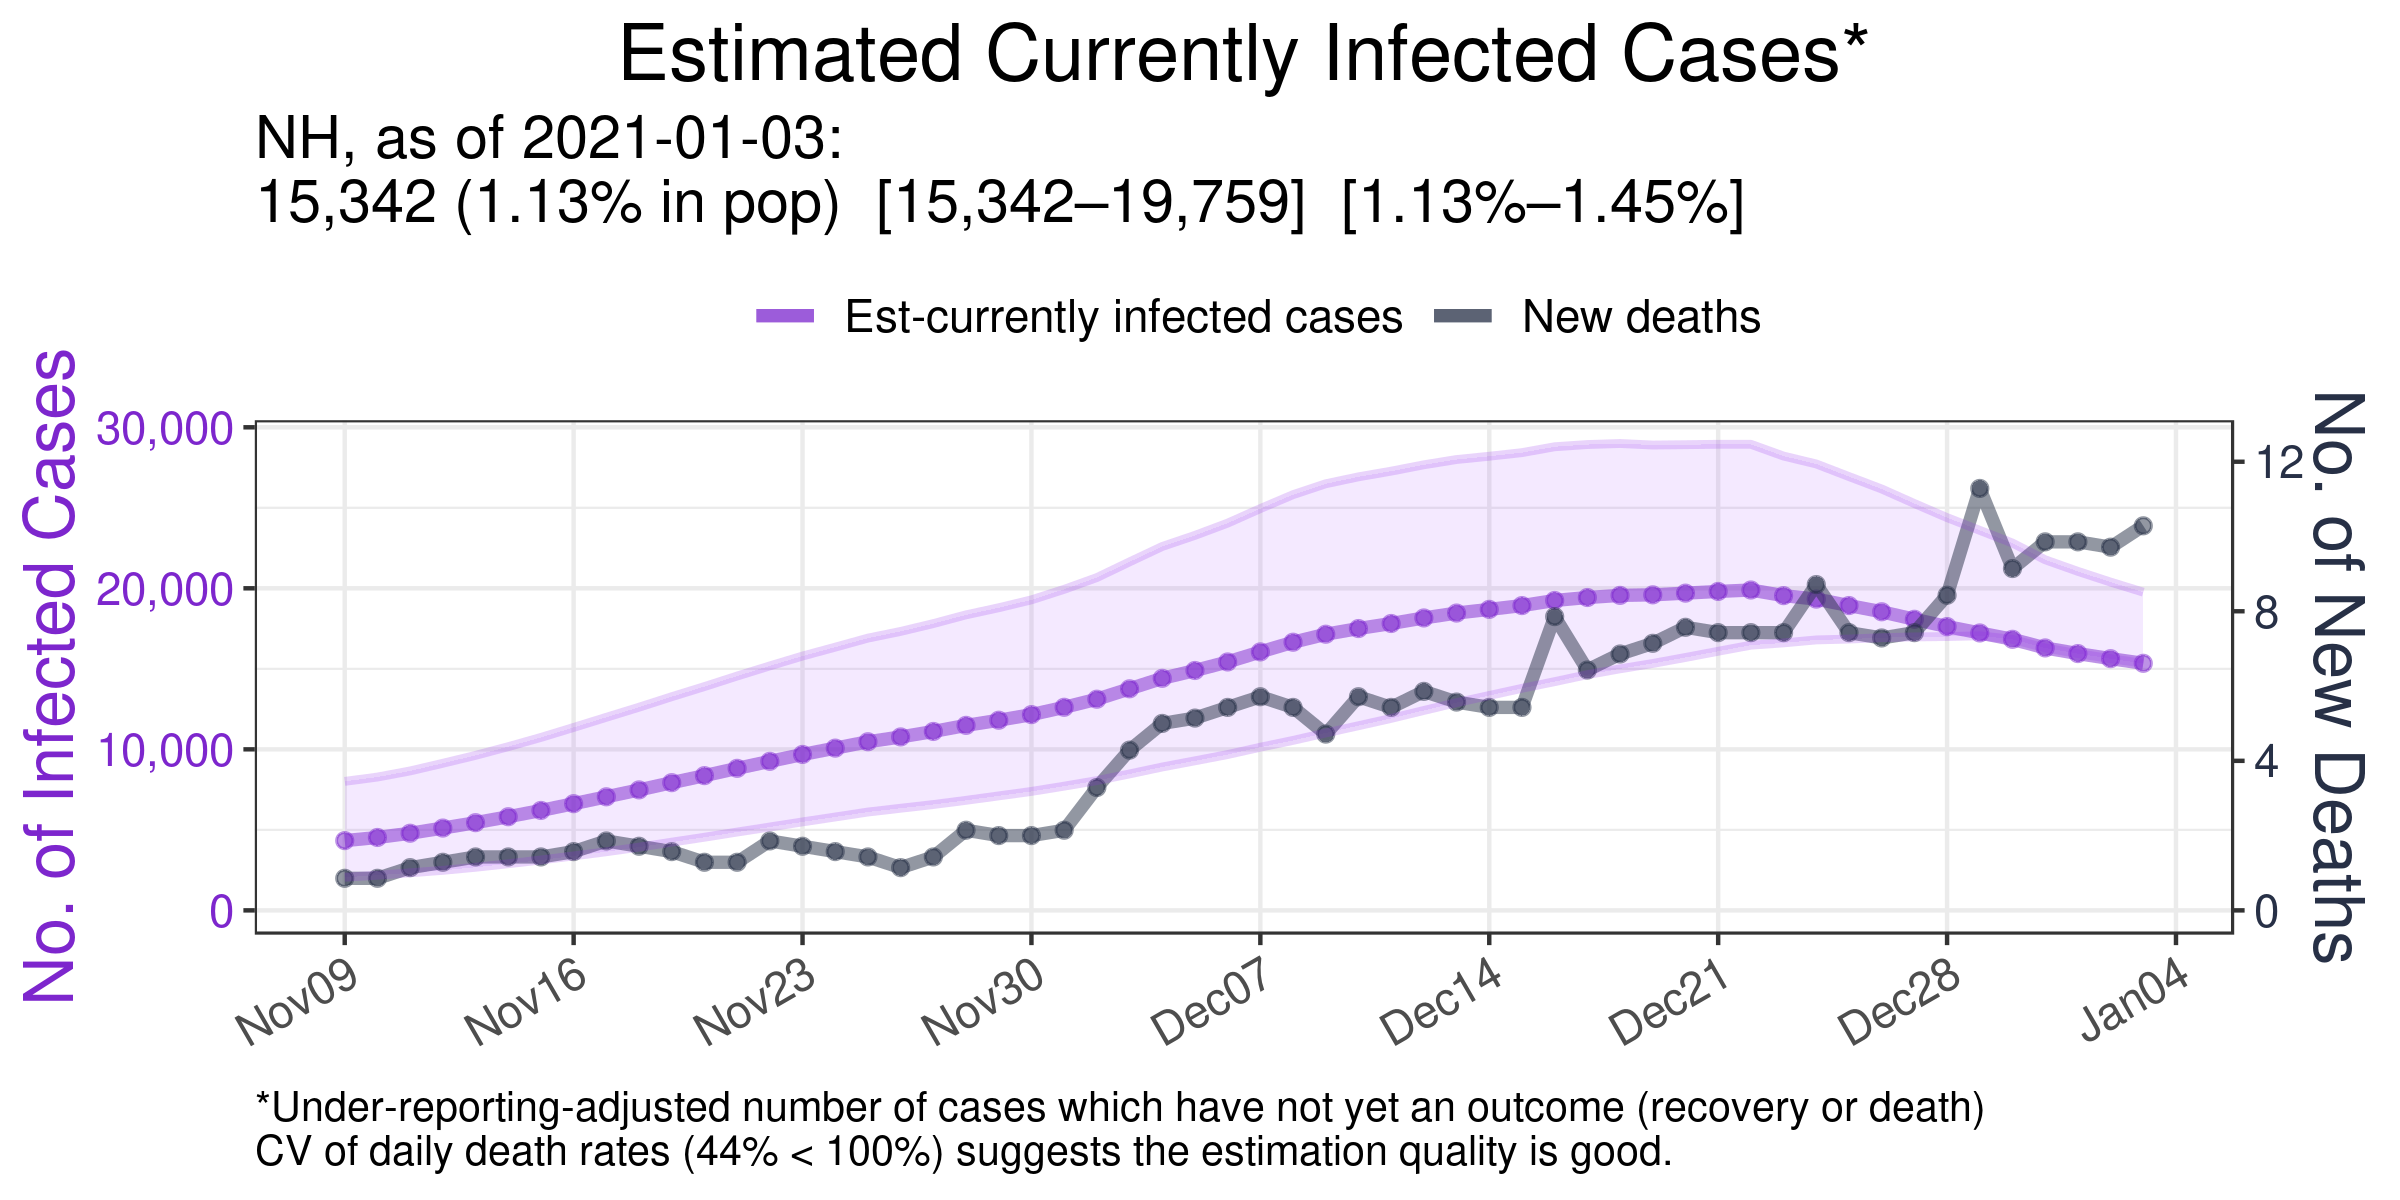 Estimated Currently Infected Cases*
NH, as of 2021-01-03:
15,342 (1.13% in pop)  [15,342–19,759]  [1.13%–1.45%]
Est-currently infected cases
New deaths
No. of Infected Cases
30,000
20,000
10,000
0
12
8
4
0
No. of New Deaths
Nov09
Nov16
Nov23
Nov30
Dec07
Dec14
Dec21
Dec28
Jan04
*Under-reporting-adjusted number of cases which have not yet an outcome (recovery or death)
CV of daily death rates (44% < 100%) suggests the estimation quality is good.